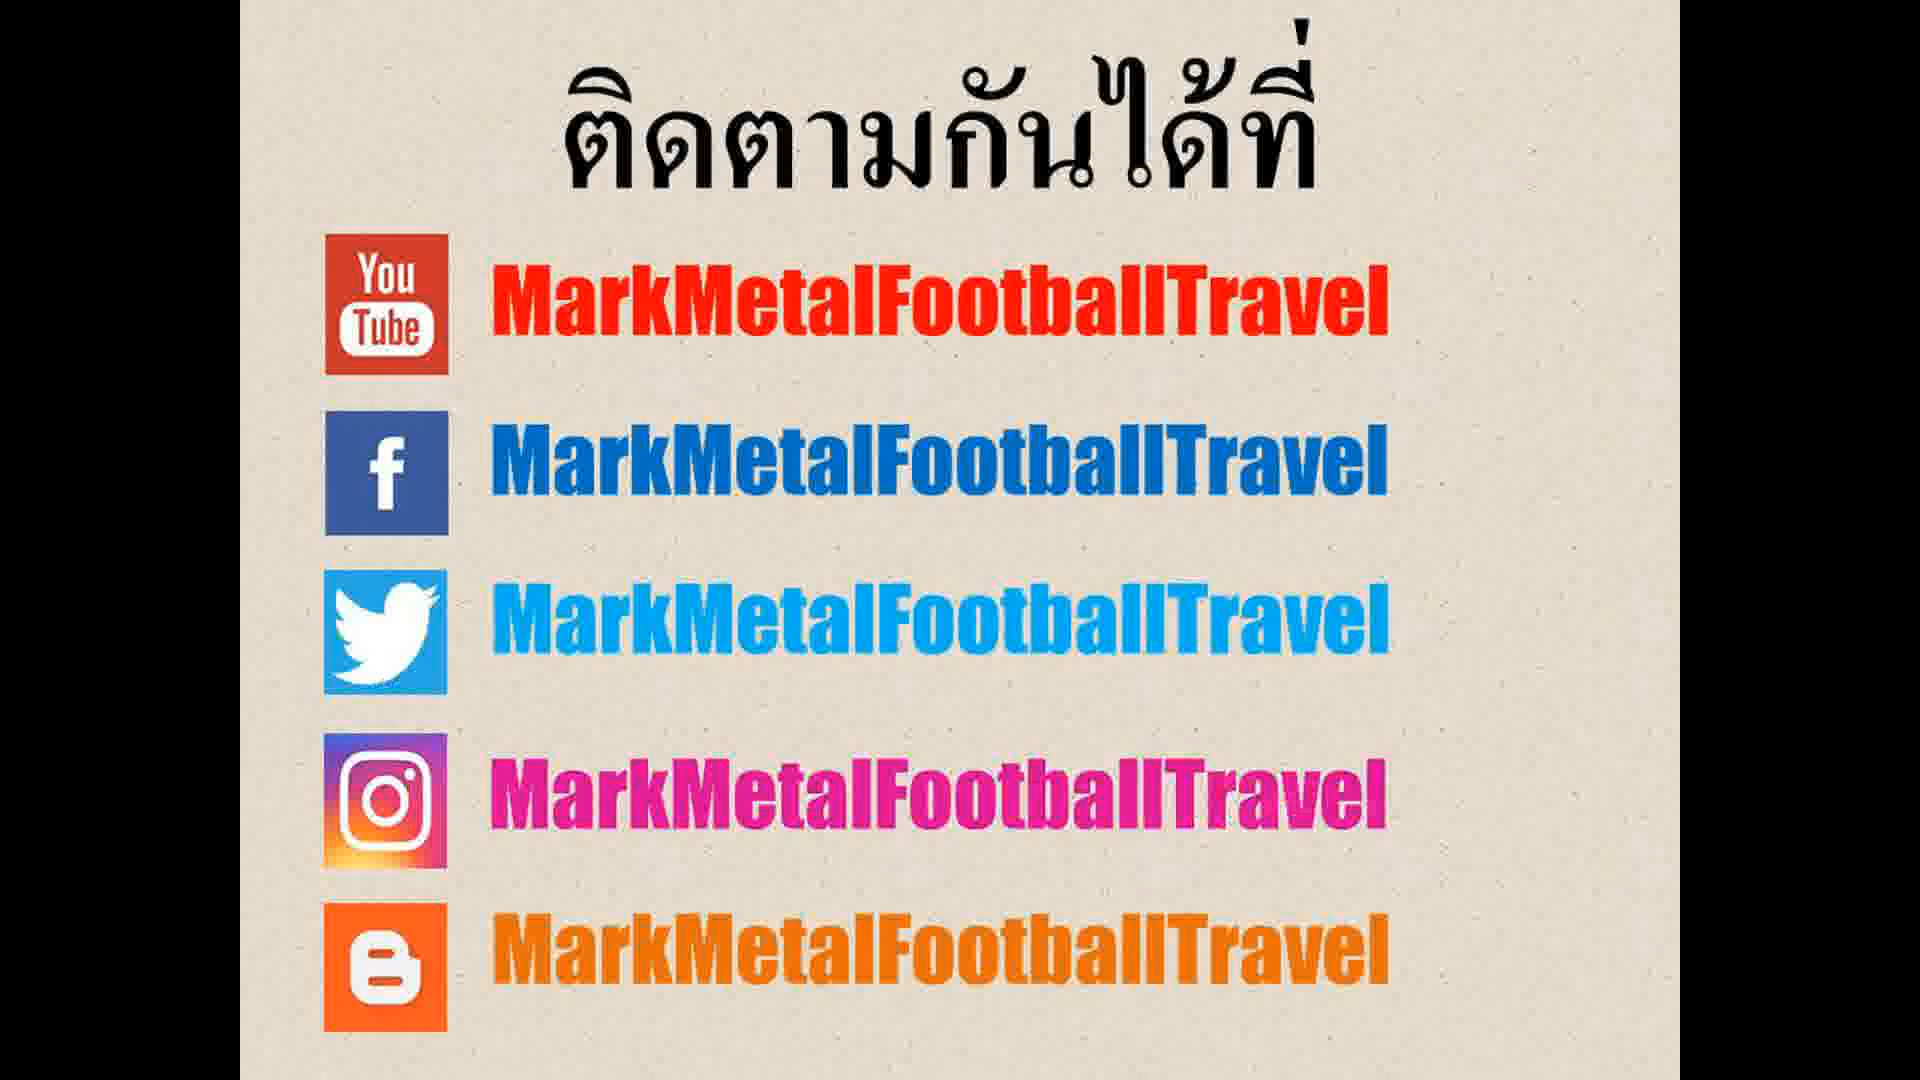 ติดตามกันได้ที่
You
Tube
MarkMetalFootballTravel
f
MarkMetalFootballTravel
MarkMetalFootballTravel
MarkMetalFootballTravel
B
MarkMetalFootballTravel